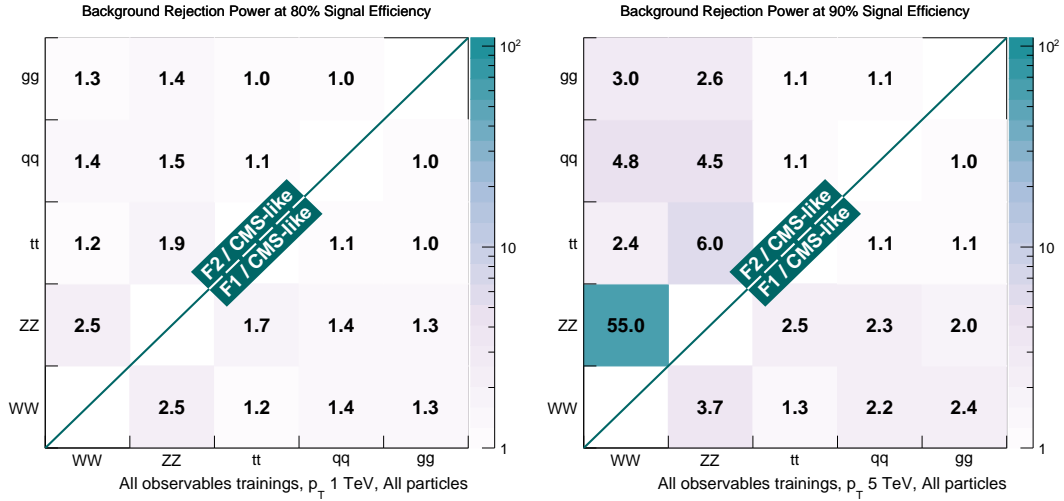 Background Rejection Power at 80% Signal Efficiency
gg 1.3 1.4 1.0 1.0
qq 1.4 1.5 1.1 1.0
tt 1.2 1.9 1.1 1.0
ZZ 2.5 1.7 1.4 1.3
WW 2.5 1.2 1.4 1.3
F2 / CMS-like
F1 / CMS-like
WW ZZ tt qq gg
All observables trainings, p_T 1 TeV, All particles
10²
10
1
Background Rejection Power at 90% Signal Efficiency
gg 3.0 2.6 1.1 1.1
qq 4.8 4.5 1.1 1.0
tt 2.4 6.0 1.1 1.1
ZZ 55.0 2.5 2.3 2.0
WW 3.7 1.3 2.2 2.4
F2 / CMS-like
F1 / CMS-like
WW ZZ tt qq gg
All observables trainings, p_T 5 TeV, All particles
10²
10
1